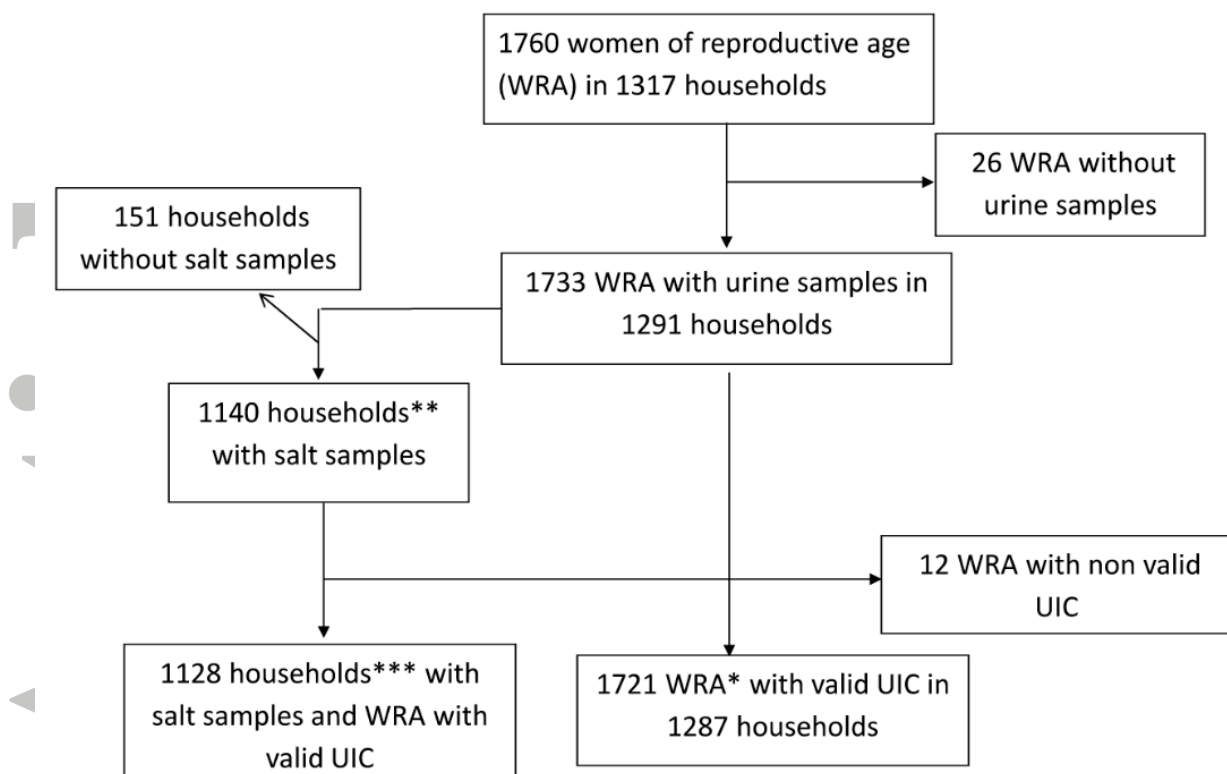 1760 women of reproductive age
(WRA) in 1317 households
26 WRA without
urine samples
151 households
without salt samples
1733 WRA with urine samples in
1291 households
1140 households**
with salt samples
12 WRA with non valid
UIC
1128 households*** with
salt samples and WRA with
valid UIC
1721 WRA* with valid UIC in
1287 households